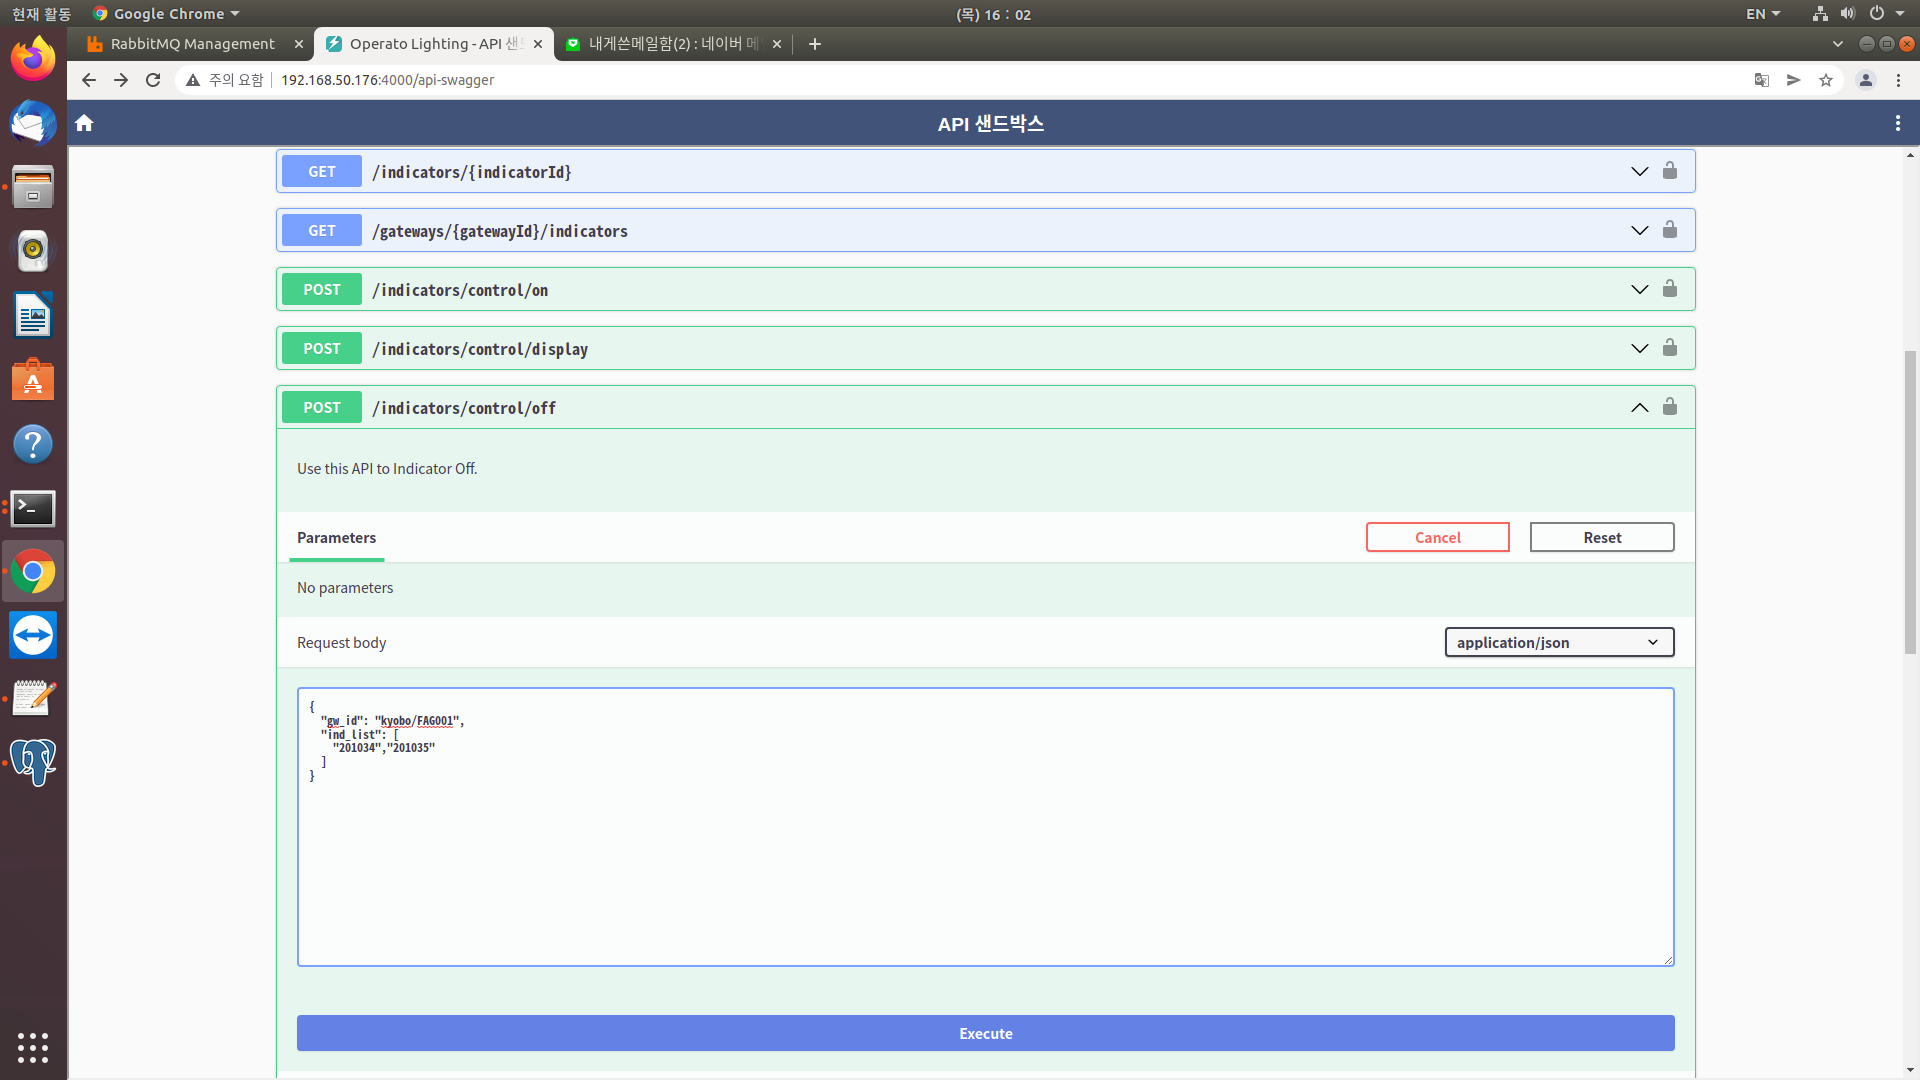 현재 활동
Google Chrome
(목) 16 : 02
EN
RabbitMQ Management
Operato Lighting - API 샌
내게쓴메일함(2) : 네이버 메
주의 요함
192.168.50.176:4000/api-swagger
API 샌드박스
GET /indicators/{indicatorId}
GET /gateways/{gatewayId}/indicators
POST /indicators/control/on
POST /indicators/control/display
POST /indicators/control/off
Use this API to Indicator Off.
Parameters
Cancel
Reset
No parameters
Request body
application/json
{
"gw_id": "kyobo/FAG001",
"ind_list": [
"201034","201035"
]
}
Execute